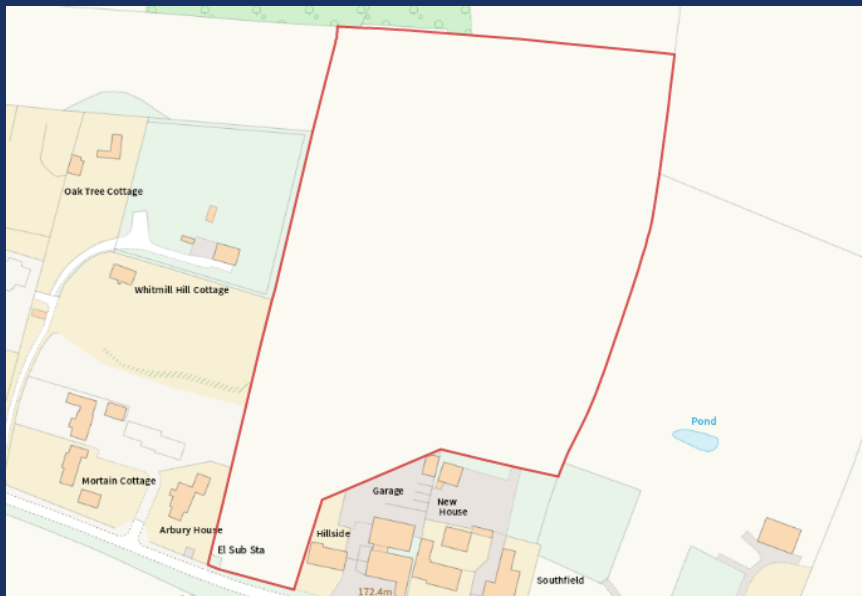 Oak Tree Cottage
Whitmill Hill Cottage
Pond
Mortain Cottage
Garage
New
House
Arbury House
Hillside
El Sub Sta
Southfield
172.4m